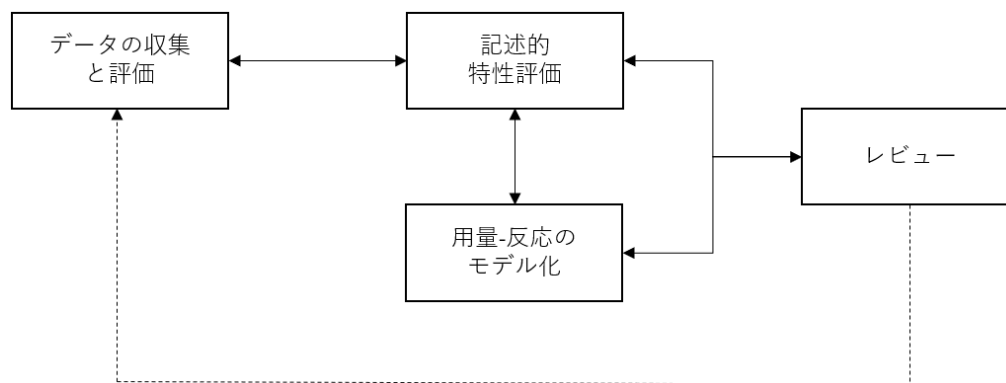 データの収集
と評価
記述的
特性評価
レビュー
用量-反応の
モデル化